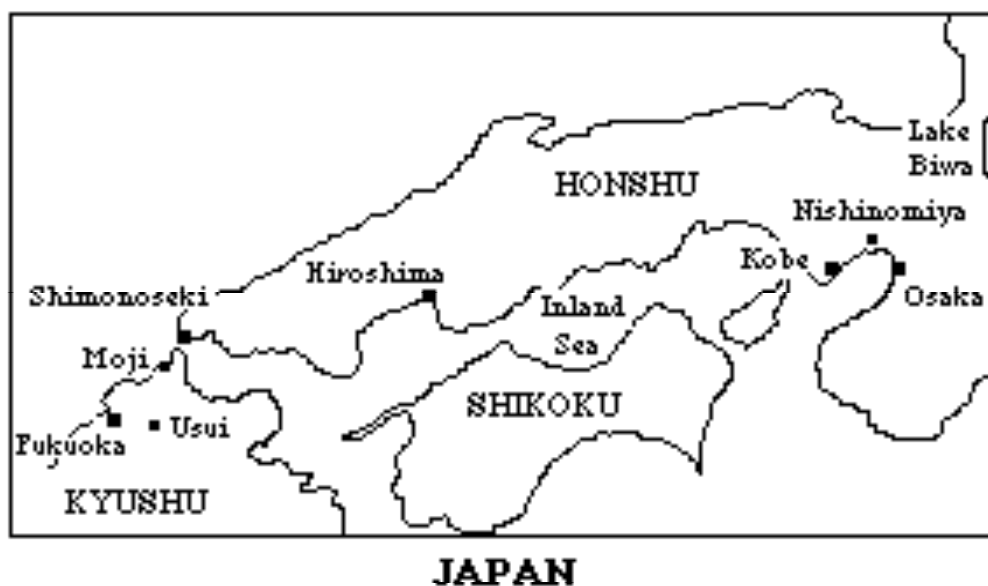 Lake
Biwa
HONSHU
Nishinomiya
Kobe
Hiroshima
Shimonoseki
Inland
Osaka
Sea
Moji
SHIKOKU
Usui
Fukuoka
KYUSHU
JAPAN